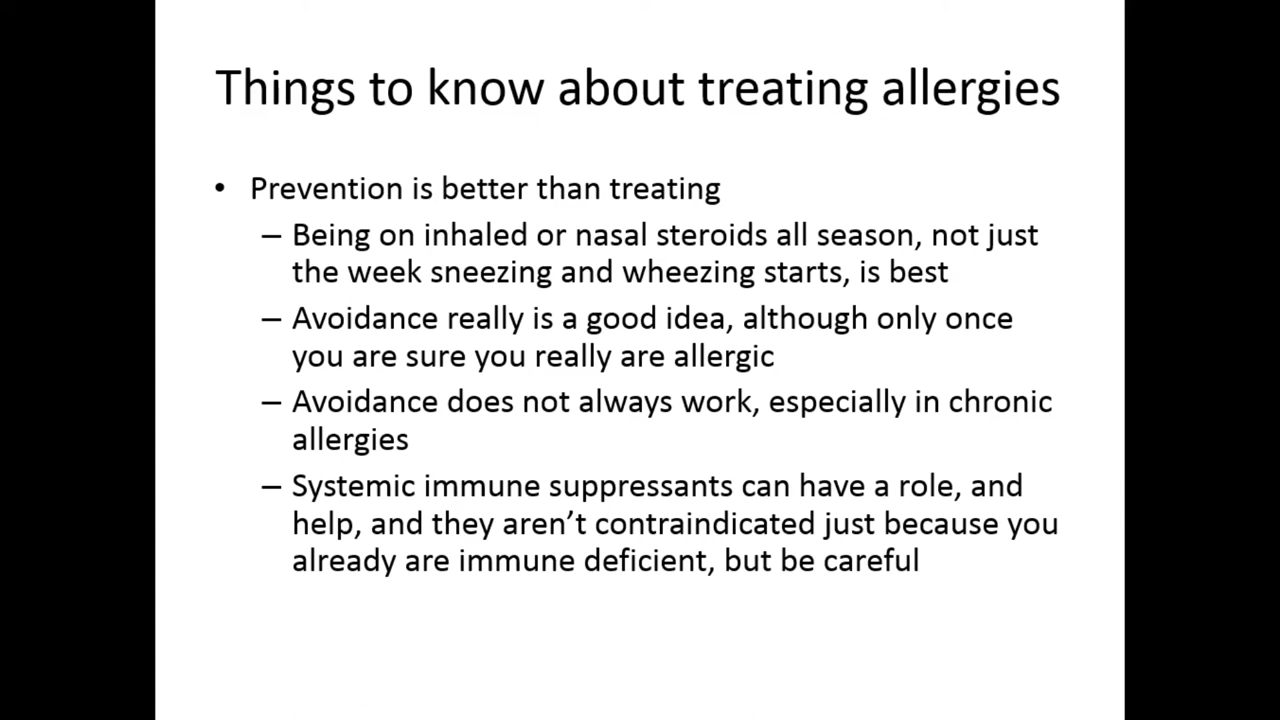 Things to know about treating allergies
• Prevention is better than treating
– Being on inhaled or nasal steroids all season, not just
the week sneezing and wheezing starts, is best
– Avoidance really is a good idea, although only once
you are sure you really are allergic
– Avoidance does not always work, especially in chronic
allergies
– Systemic immune suppressants can have a role, and
help, and they aren’t contraindicated just because you
already are immune deficient, but be careful